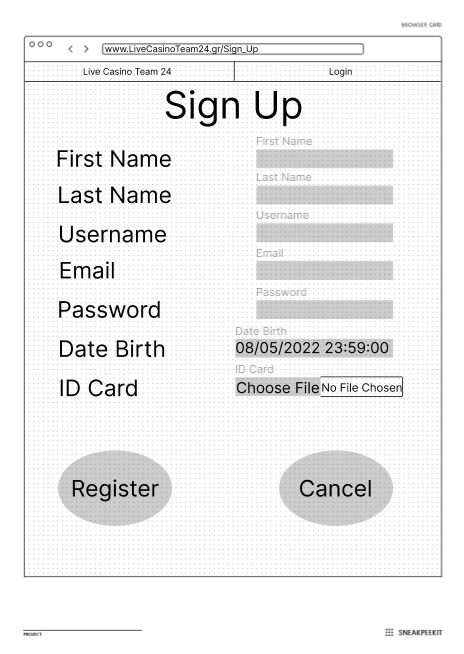 BROWSER GRID
www.LiveCasinoTeam24.gr/Sign_Up
Live Casino Team 24 Login
Sign Up
First Name
First Name
Last Name
Last Name
Username
Username
Email
Email
Password
Password
Date Birth
Date Birth 08/05/2022 23:59:00
ID Card
ID Card Choose File No File Chosen
Register Cancel
PROJECT SNEAKPEEKIT